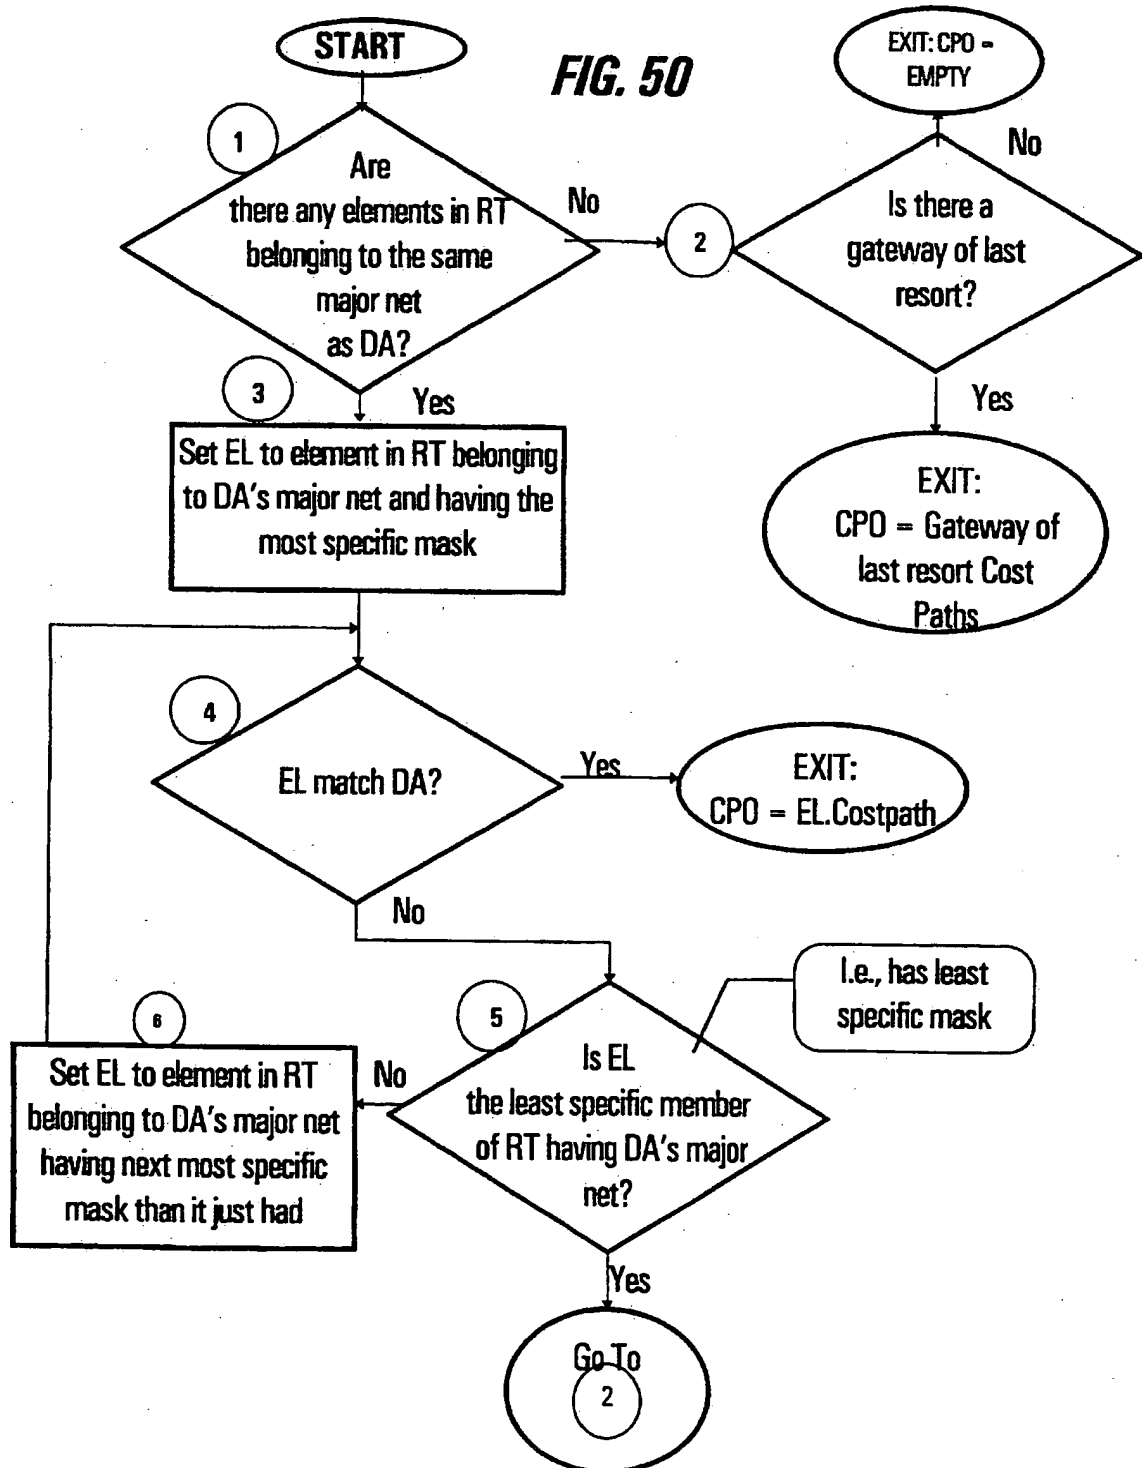 START
FIG. 50
EXIT: CPO =
EMPTY
1
Are
there any elements in RT
belonging to the same
major net
as DA?
No
2
Is there a
gateway of last
resort?
No
Yes
EXIT:
CPO = Gateway of
last resort Cost
Paths
3
Yes
Set EL to element in RT belonging
to DA's major net and having the
most specific mask
4
EL match DA?
Yes
EXIT:
CPO = EL.Costpath
No
I.e., has least
specific mask
5
Is EL
the least specific member
of RT having DA's major
net?
No
6
Set EL to element in RT
belonging to DA's major net
having next most specific
mask than it just had
Yes
Go To
2